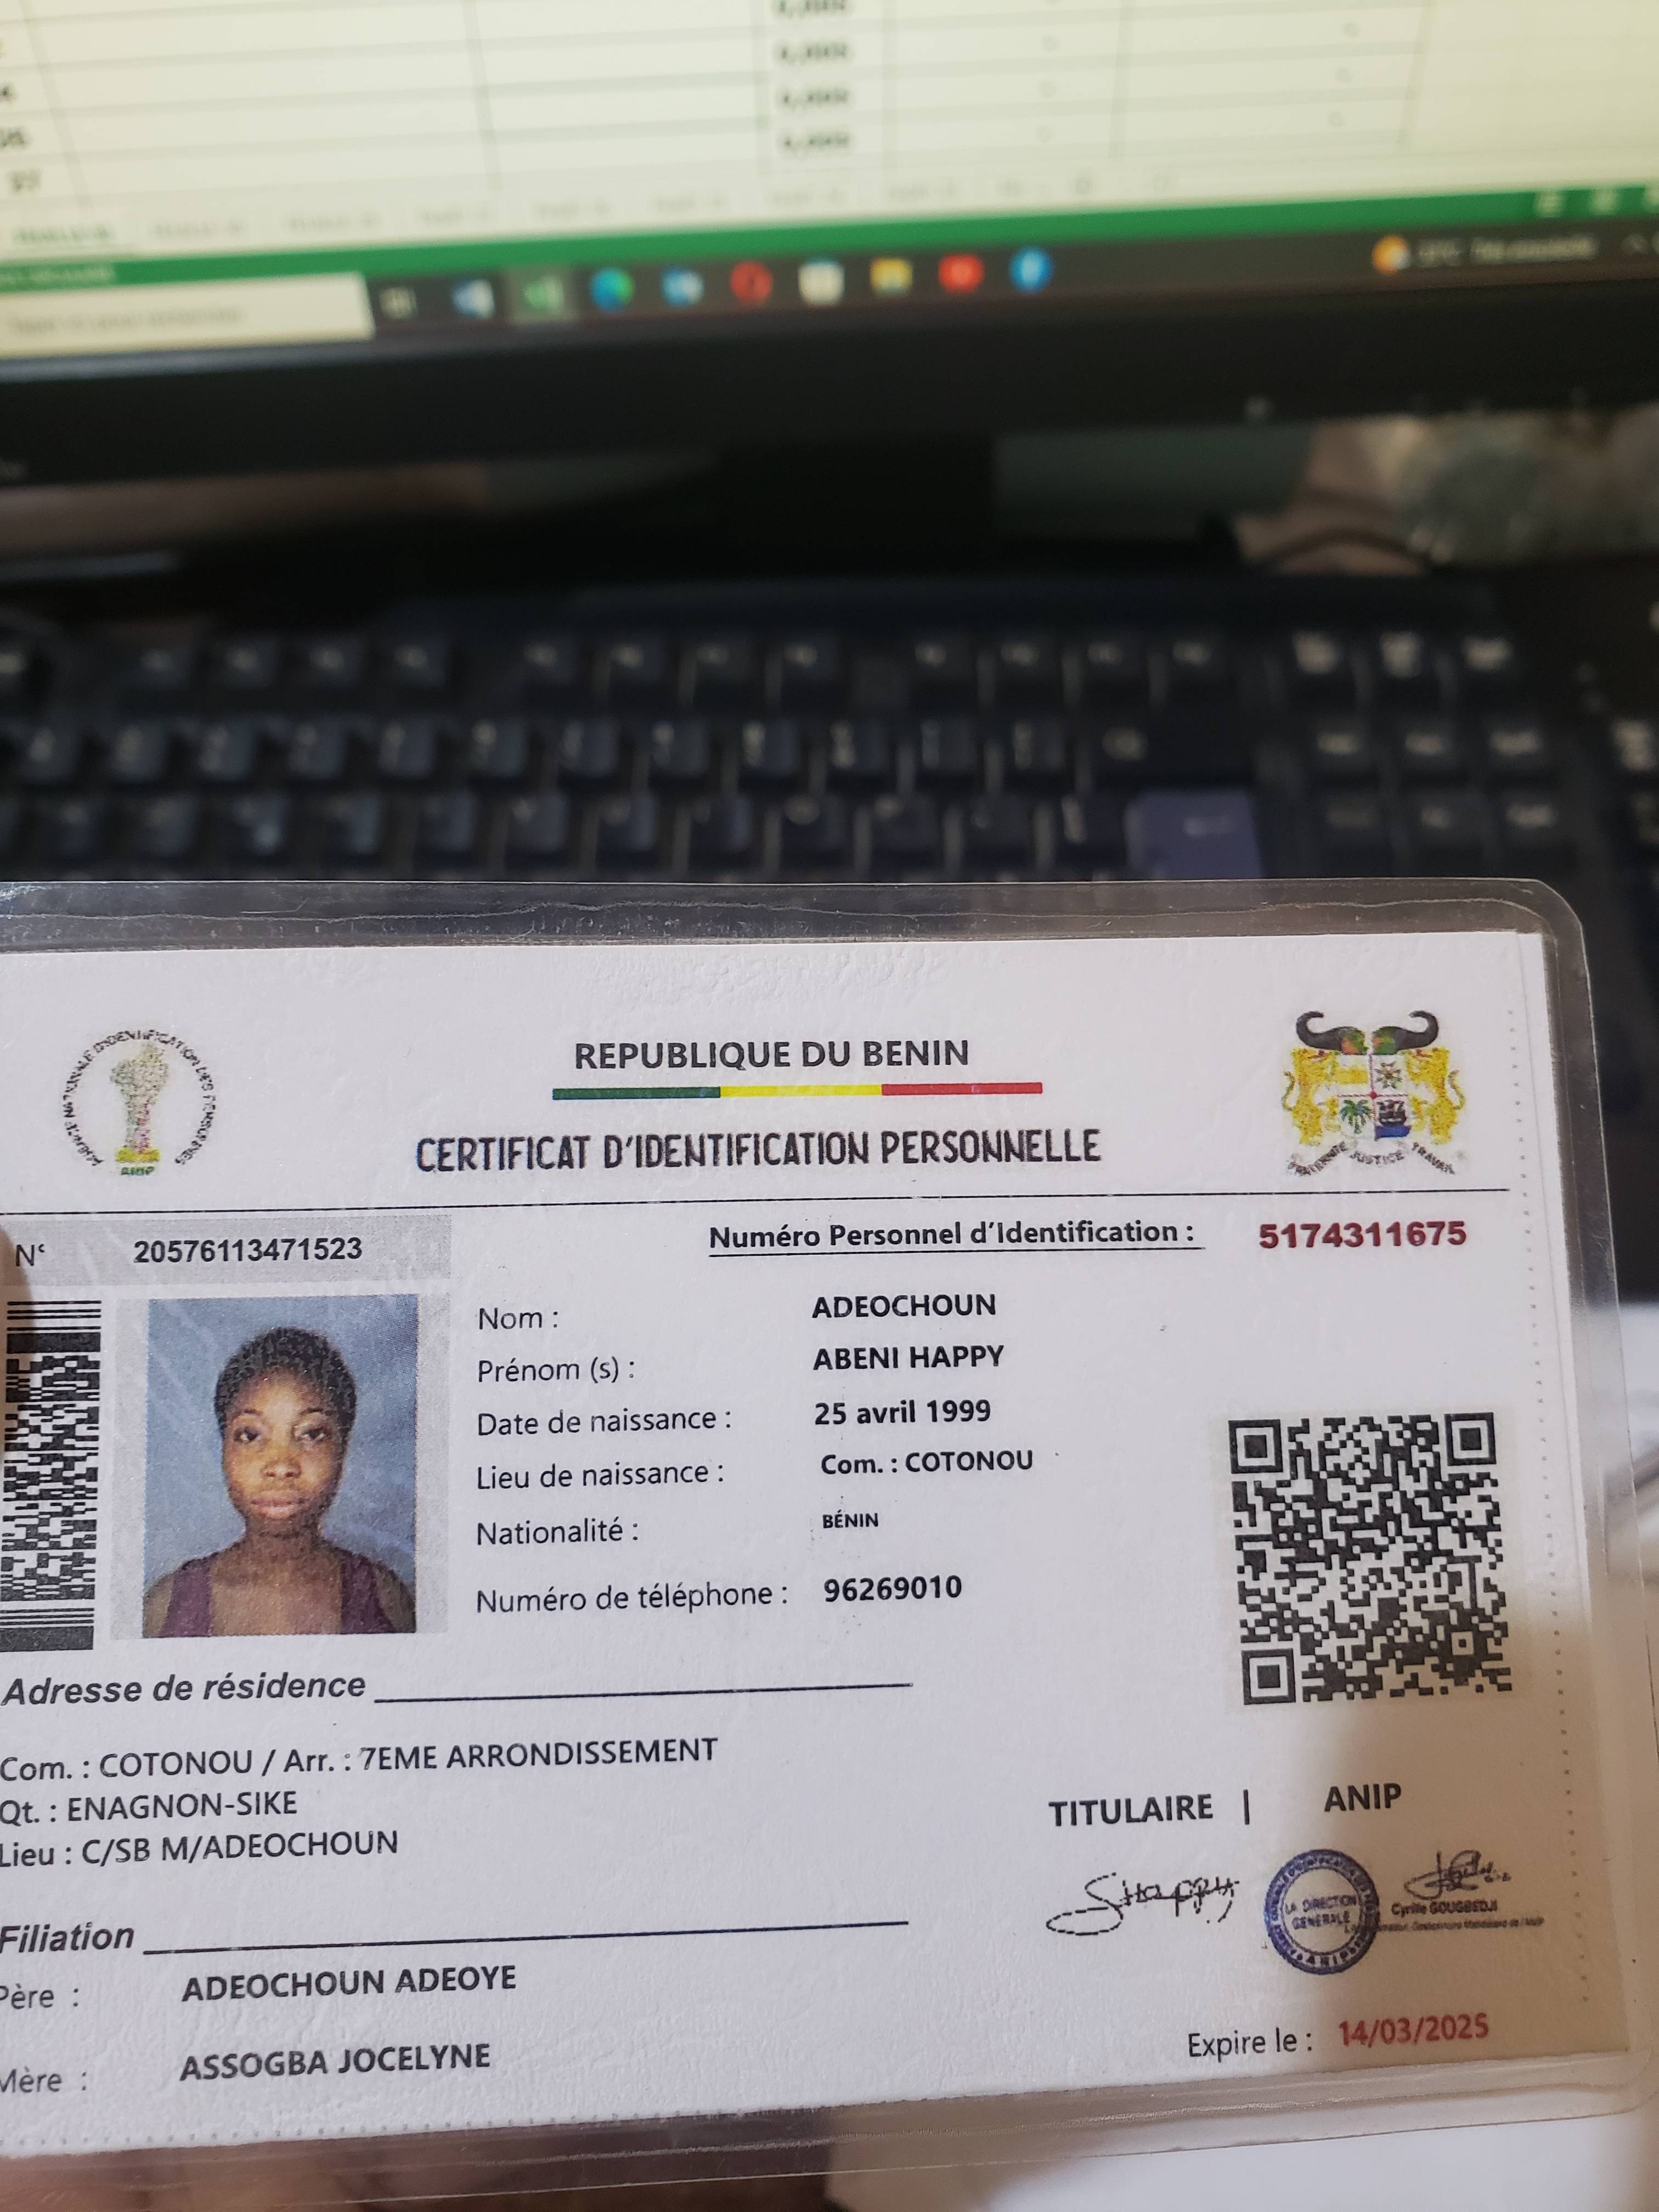 REPUBLIQUE DU BENIN
CERTIFICAT D'IDENTIFICATION PERSONNELLE
AGENCE NATIONALE D'IDENTIFICATION DES PERSONNES
ANIP
FRATERNITE JUSTICE TRAVAIL
N° 20576113471523
Numéro Personnel d'Identification : 5174311675
Nom : ADEOCHOUN
Prénom (s) : ABENI HAPPY
Date de naissance : 25 avril 1999
Lieu de naissance : Com. : COTONOU
Nationalité : BÉNIN
Numéro de téléphone : 96269010
Adresse de résidence
Com. : COTONOU / Arr. : 7EME ARRONDISSEMENT
Qt. : ENAGNON-SIKE
Lieu : C/SB M/ADEOCHOUN
TITULAIRE | ANIP
LA DIRECTION
GENERALE
Cyrille GOUGBEDJI
Filiation
Père : ADEOCHOUN ADEOYE
Mère : ASSOGBA JOCELYNE
Expire le : 14/03/2025